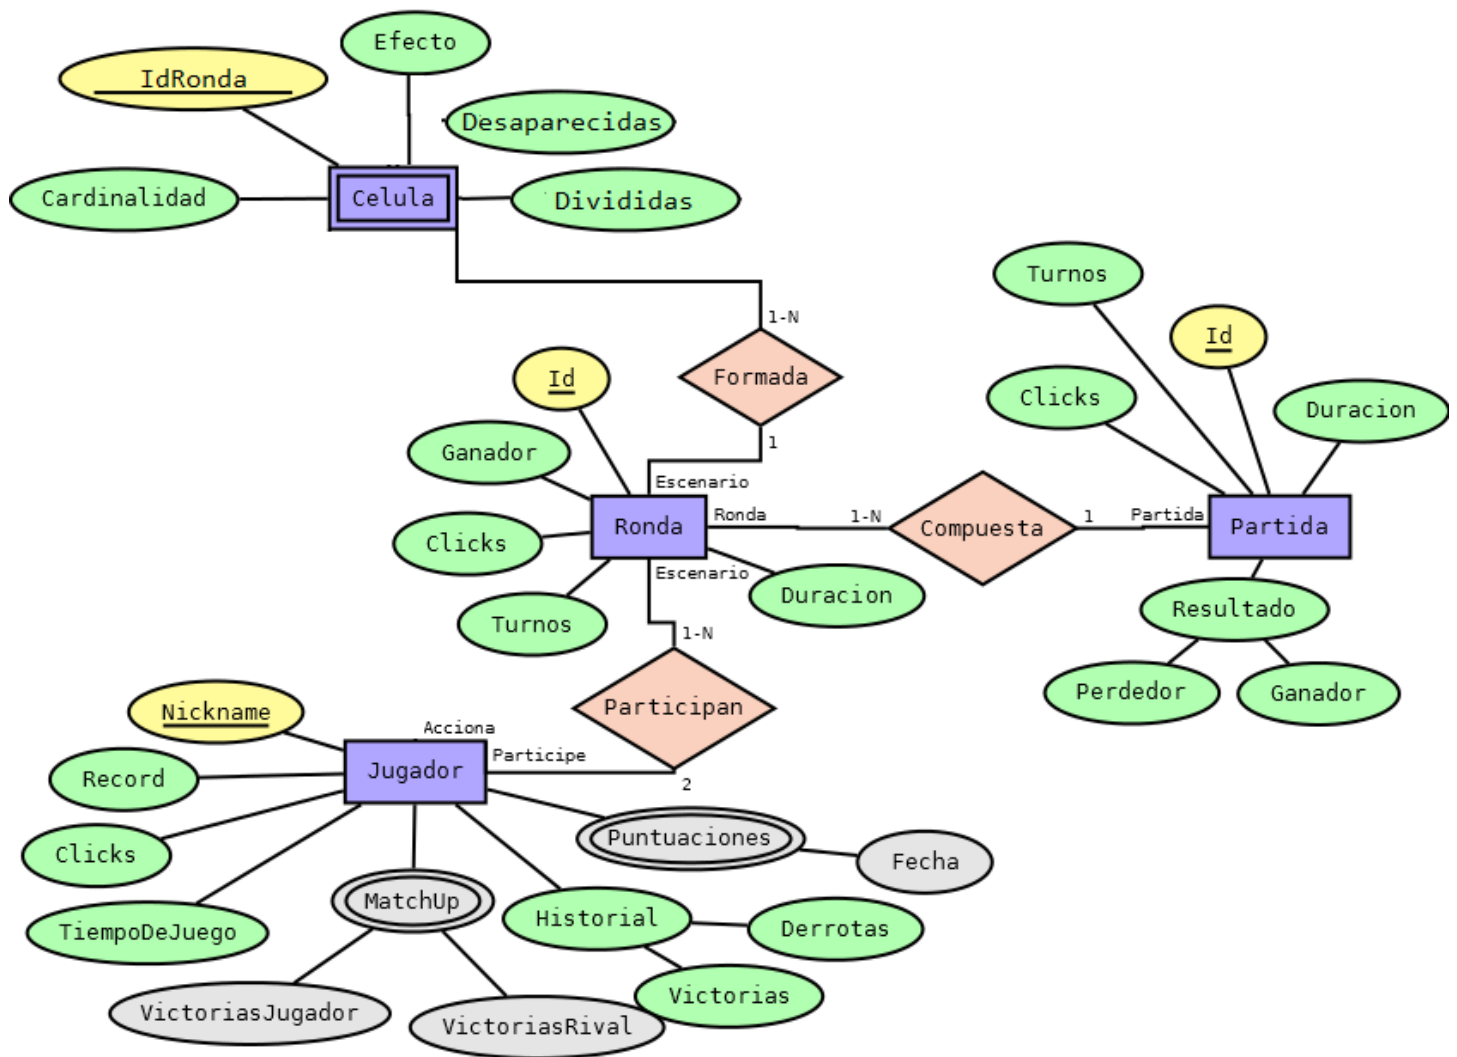 Efecto
IdRonda
Desaparecidas
Cardinalidad
Celula
Divididas
Turnos
1-N
Id
Formada
Id
Clicks
Duracion
1
Ganador
Escenario
Ronda
Ronda
1-N
Compuesta
1
Partida
Partida
Clicks
Escenario
Duracion
Turnos
Resultado
1-N
Perdedor
Ganador
Nickname
Participan
Acciona
Participe
Jugador
Record
2
Puntuaciones
Clicks
Fecha
MatchUp
Historial
Derrotas
TiempoDeJuego
Victorias
VictoriasJugador
VictoriasRival